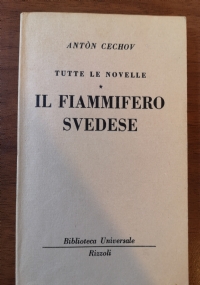 ANTÒN CECHOV
TUTTE LE NOVELLE
*
IL FIAMMIFERO
SVEDESE
Biblioteca Universale
Rizzoli